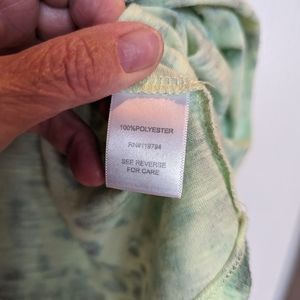 100%POLYESTER
RN#119794
SEE REVERSE
FOR CARE